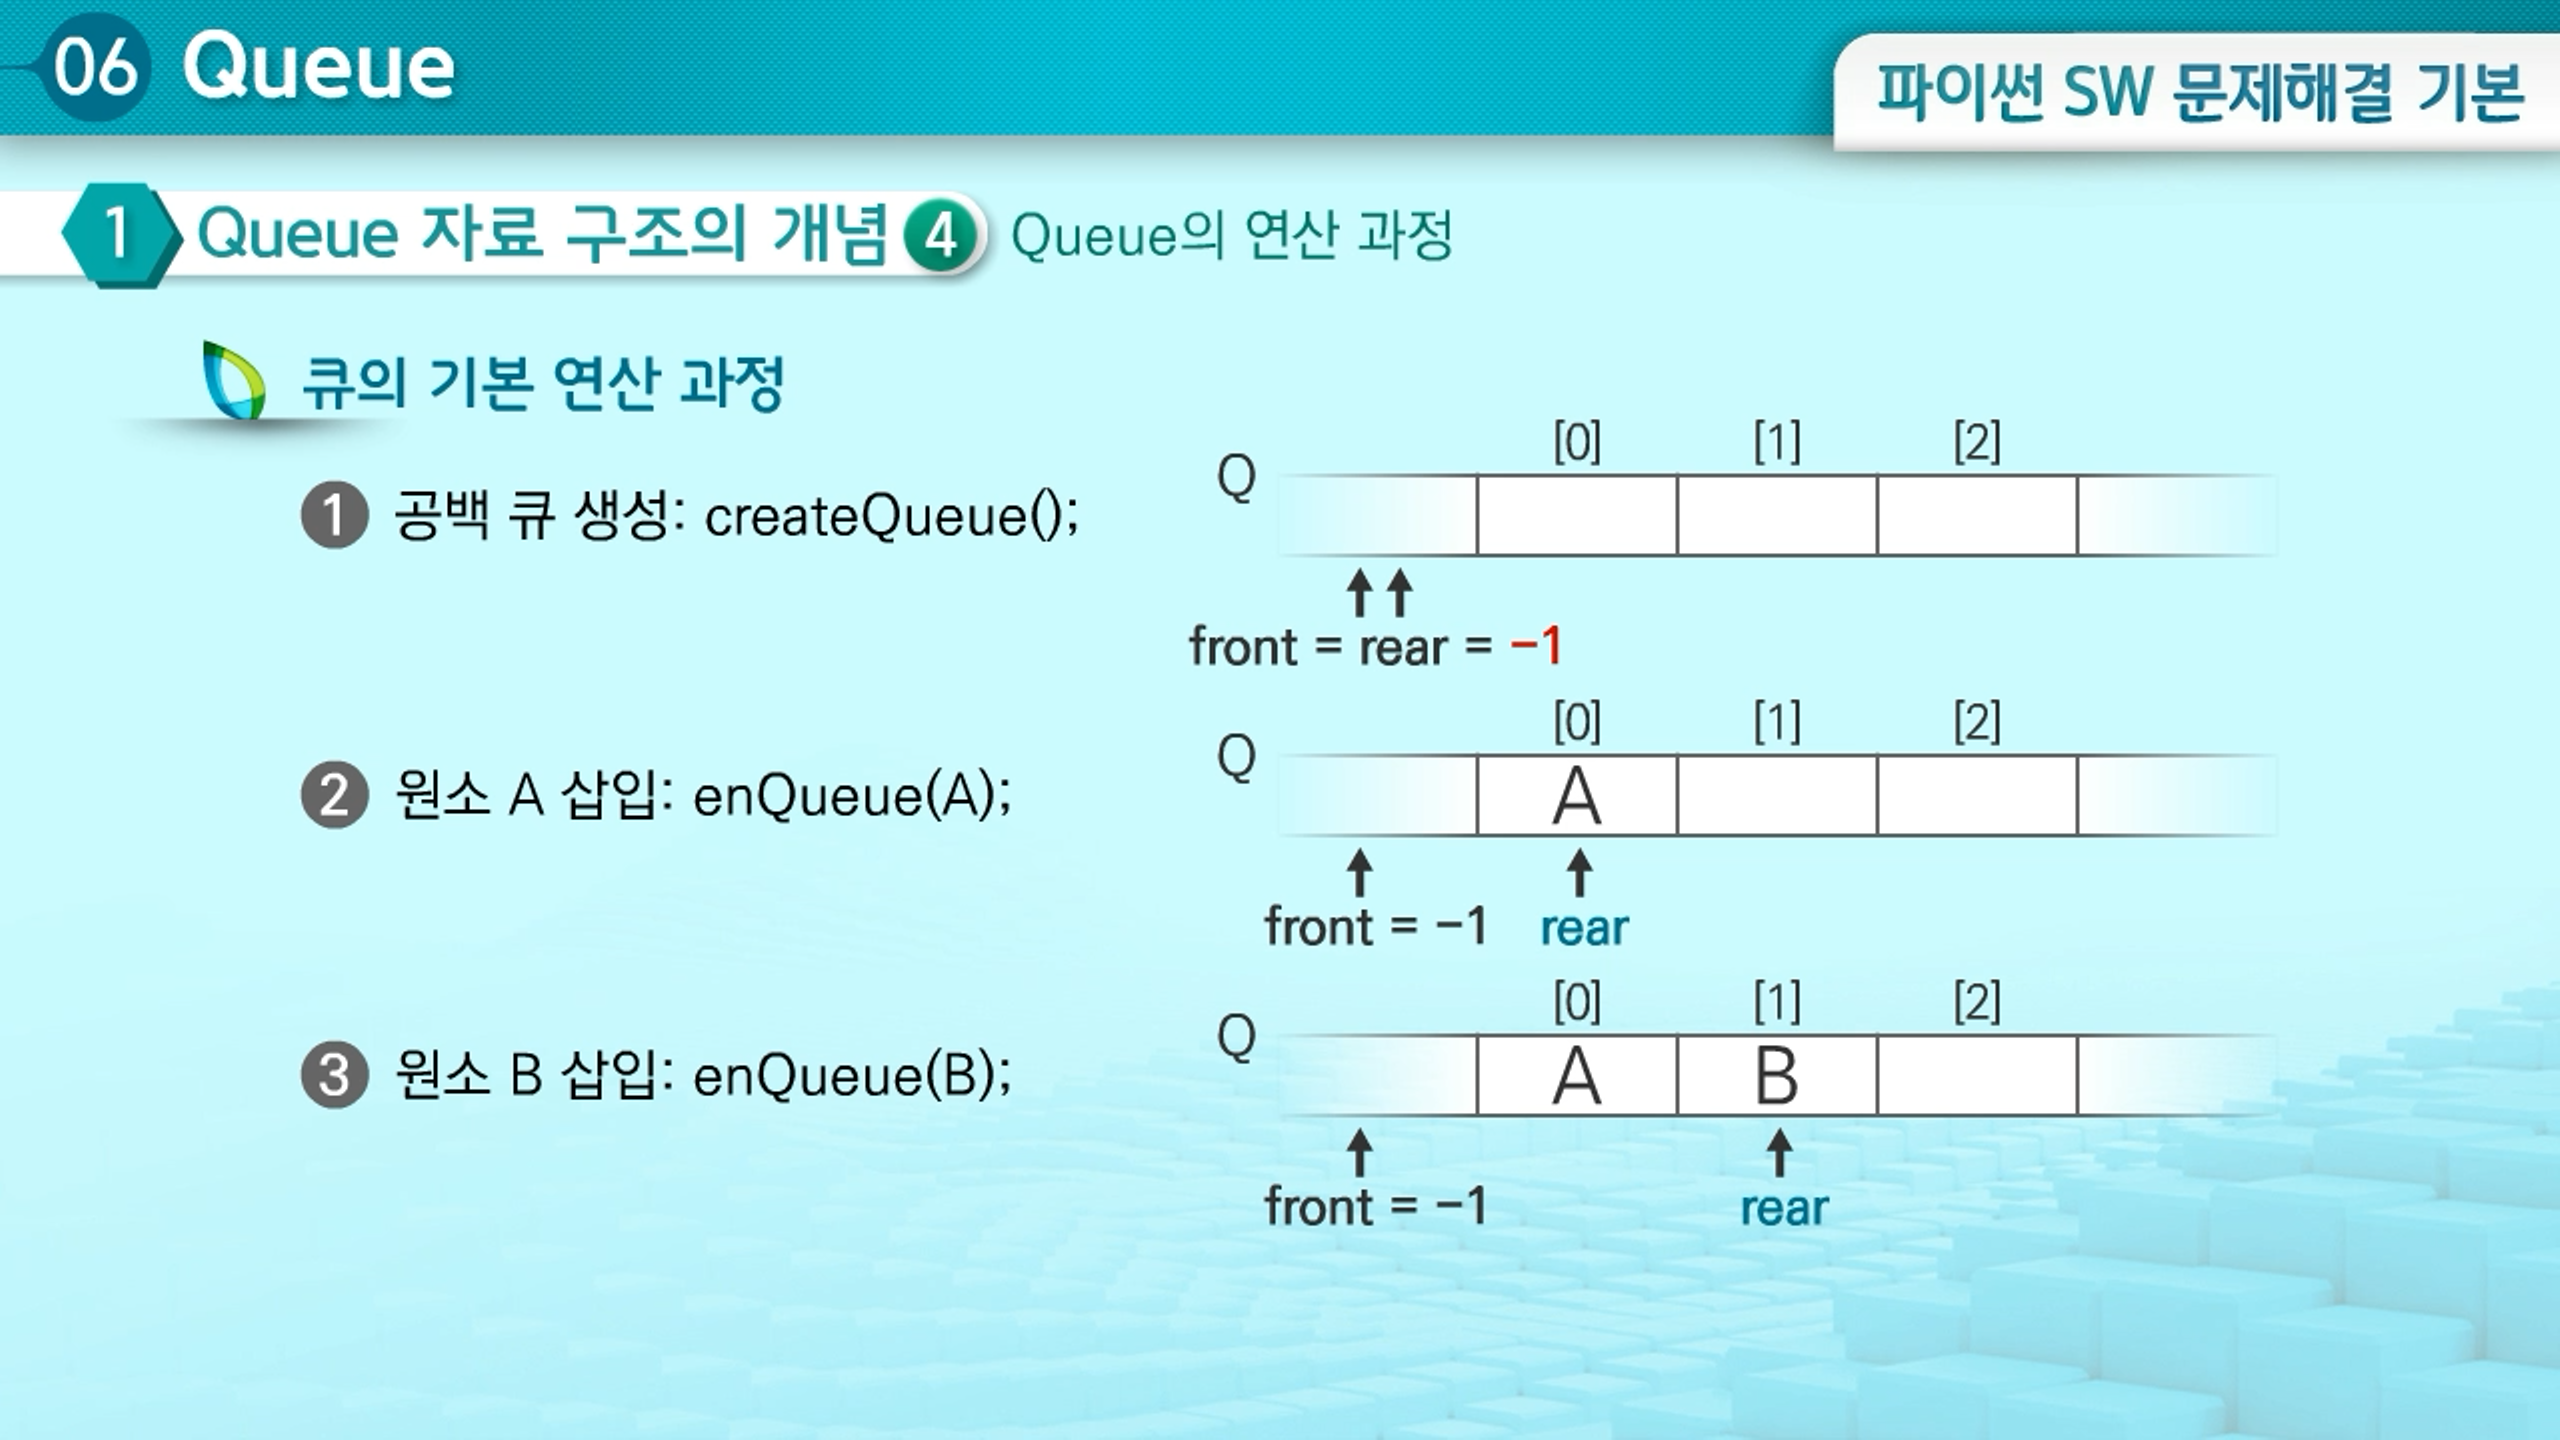 06 Queue
파이썬 SW 문제해결 기본
1 Queue 자료 구조의 개념 4 Queue의 연산 과정
큐의 기본 연산 과정
1 공백 큐 생성: createQueue();
Q [0] [1] [2]
front = rear = -1
2 원소 A 삽입: enQueue(A);
Q [0] [1] [2]
A
front = -1 rear
3 원소 B 삽입: enQueue(B);
Q [0] [1] [2]
A B
front = -1 rear